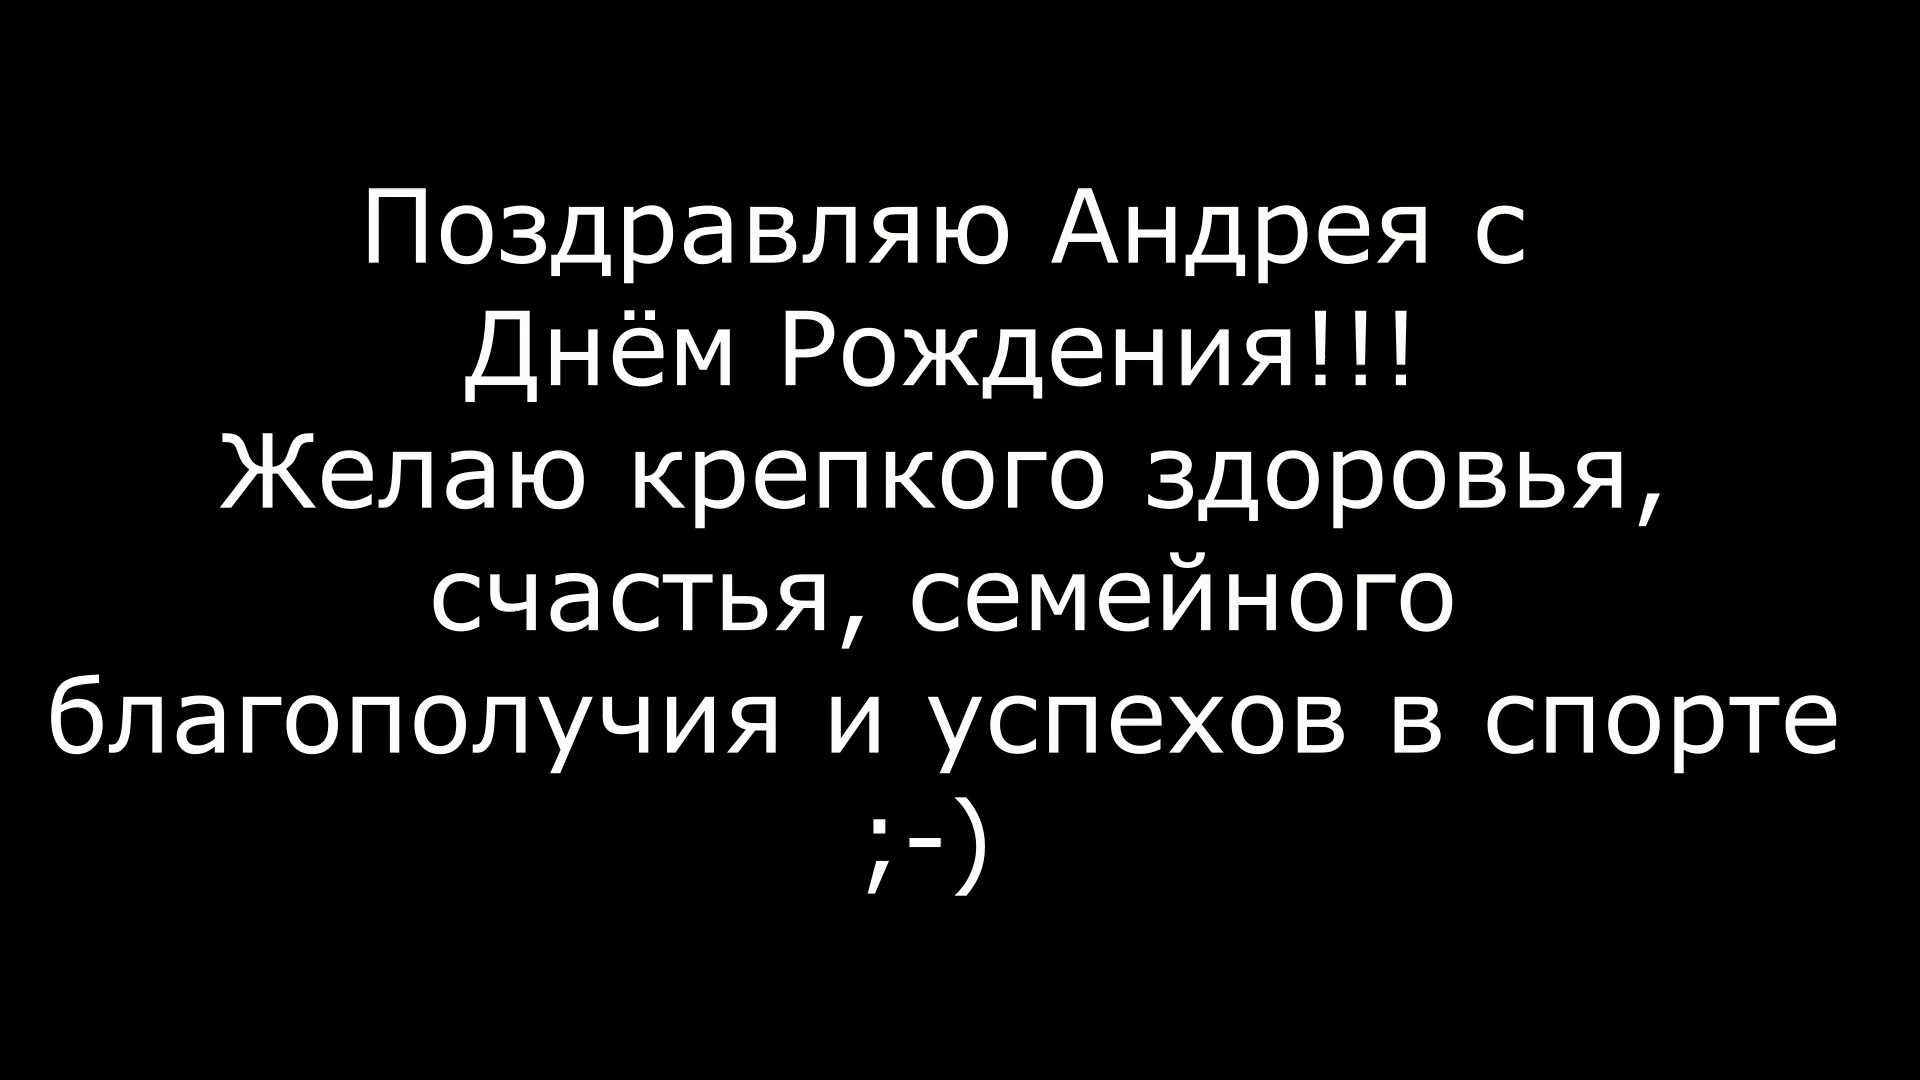 Поздравляю Андрея с
Днём Рождения!!!
Желаю крепкого здоровья,
счастья, семейного
благополучия и успехов в спорте
;-)